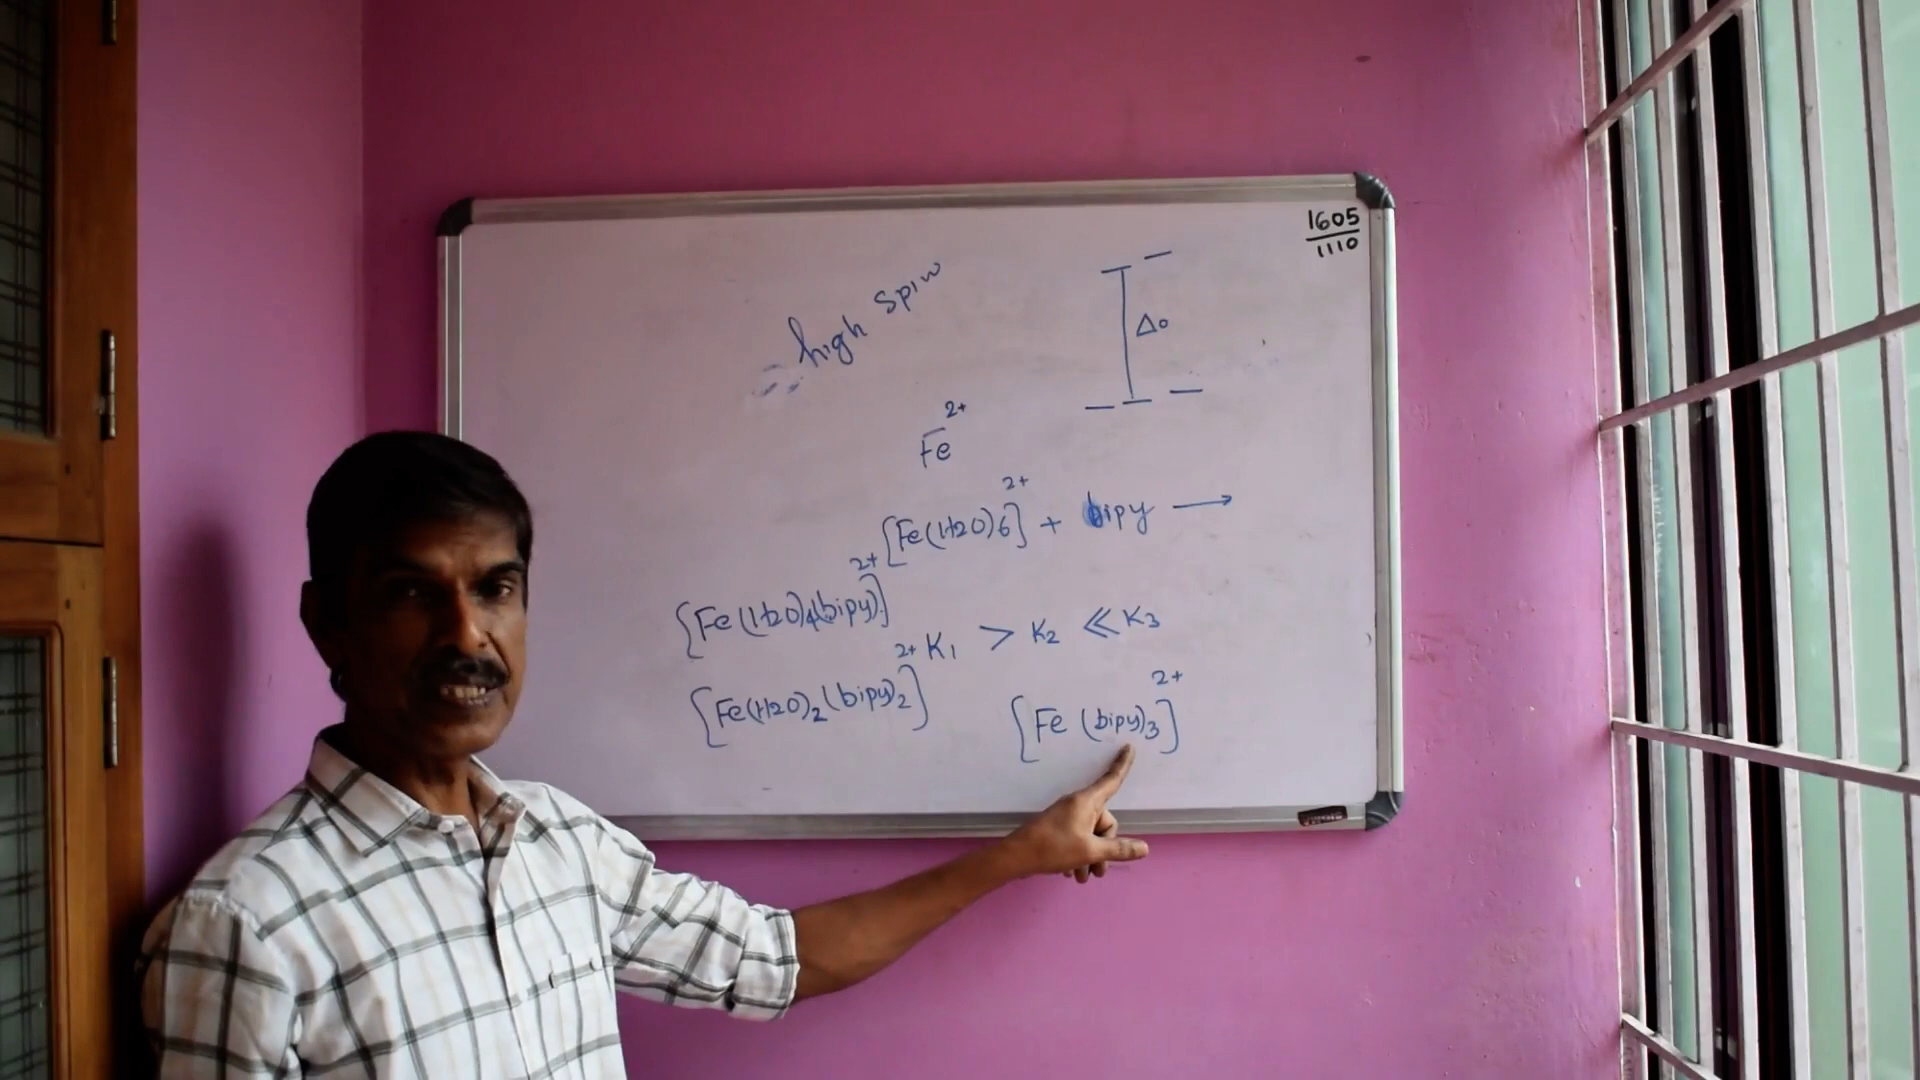 1605
1110
high spin
Δo
Fe2+
[Fe(H2O)6]2+ + bipy →
[Fe(H2O)4(bipy)]2+
K1 > K2 ≪ K3
[Fe(H2O)2(bipy)2]2+
[Fe (bipy)3]2+